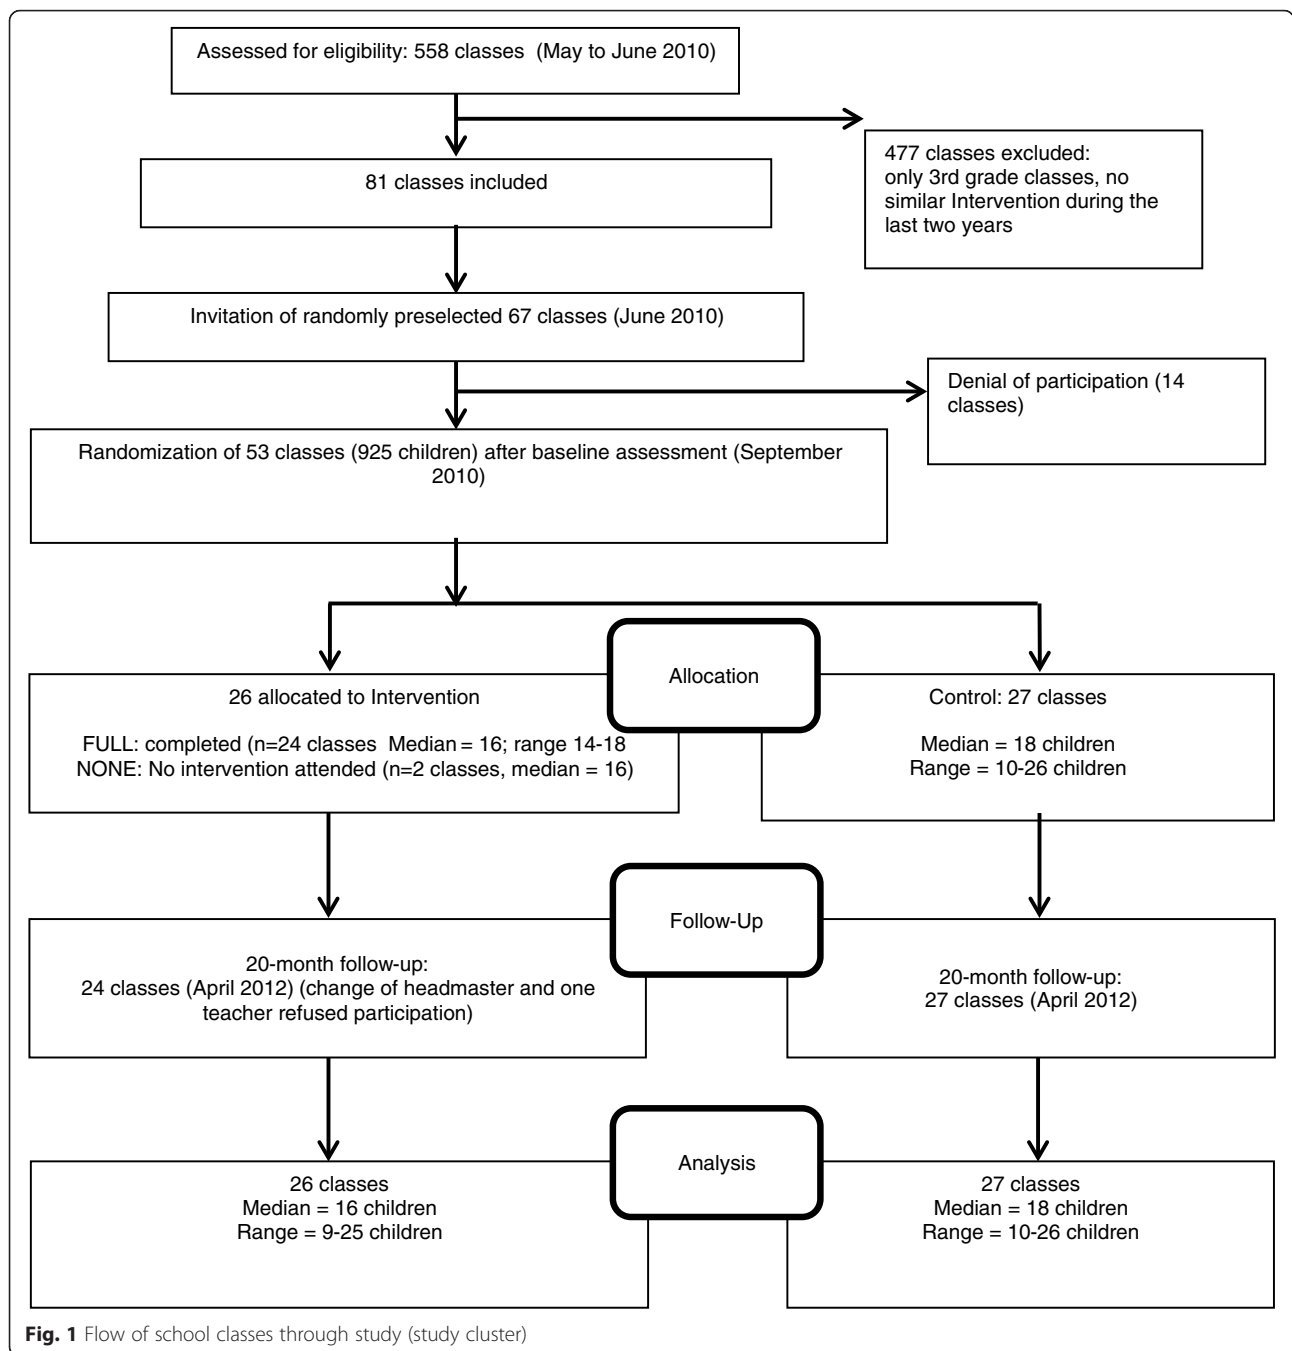 Assessed for eligibility: 558 classes (May to June 2010)
477 classes excluded:
only 3rd grade classes, no
similar Intervention during the
last two years
81 classes included
Invitation of randomly preselected 67 classes (June 2010)
Denial of participation (14
classes)
Randomization of 53 classes (925 children) after baseline assessment (September
2010)
Allocation
26 allocated to Intervention
FULL: completed (n=24 classes Median = 16; range 14-18
NONE: No intervention attended (n=2 classes, median = 16)
Control: 27 classes
Median = 18 children
Range = 10-26 children
Follow-Up
20-month follow-up:
24 classes (April 2012) (change of headmaster and one
teacher refused participation)
20-month follow-up:
27 classes (April 2012)
Analysis
26 classes
Median = 16 children
Range = 9-25 children
27 classes
Median = 18 children
Range = 10-26 children
Fig. 1 Flow of school classes through study (study cluster)